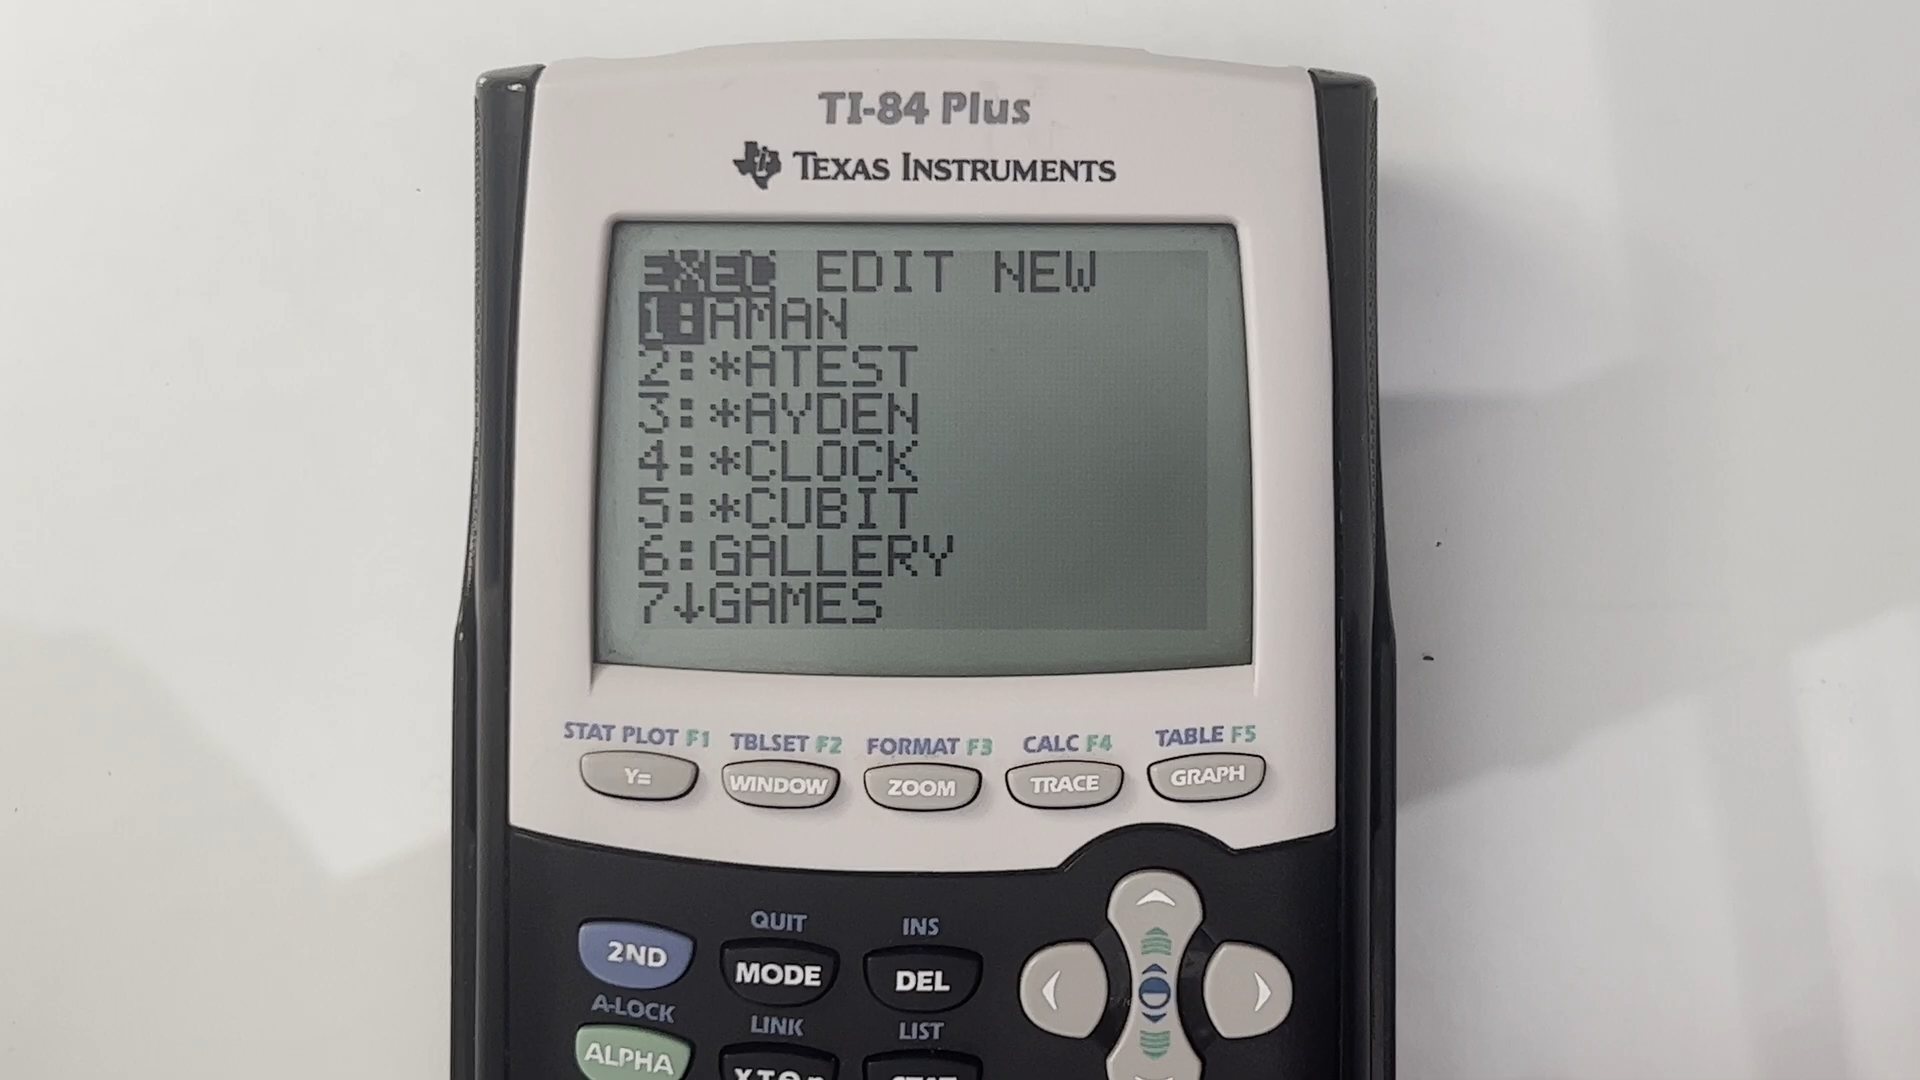 TI-84 Plus
TEXAS INSTRUMENTS
EXEC EDIT NEW
1:AMAN
2:*ATEST
3:*AYDEN
4:*CLOCK
5:*CUBIT
6:GALLERY
7↓GAMES
STAT PLOT F1 TBLSET F2 FORMAT F3 CALC F4 TABLE F5
Y= WINDOW ZOOM TRACE GRAPH
QUIT INS
2ND MODE DEL
A-LOCK LINK LIST
ALPHA